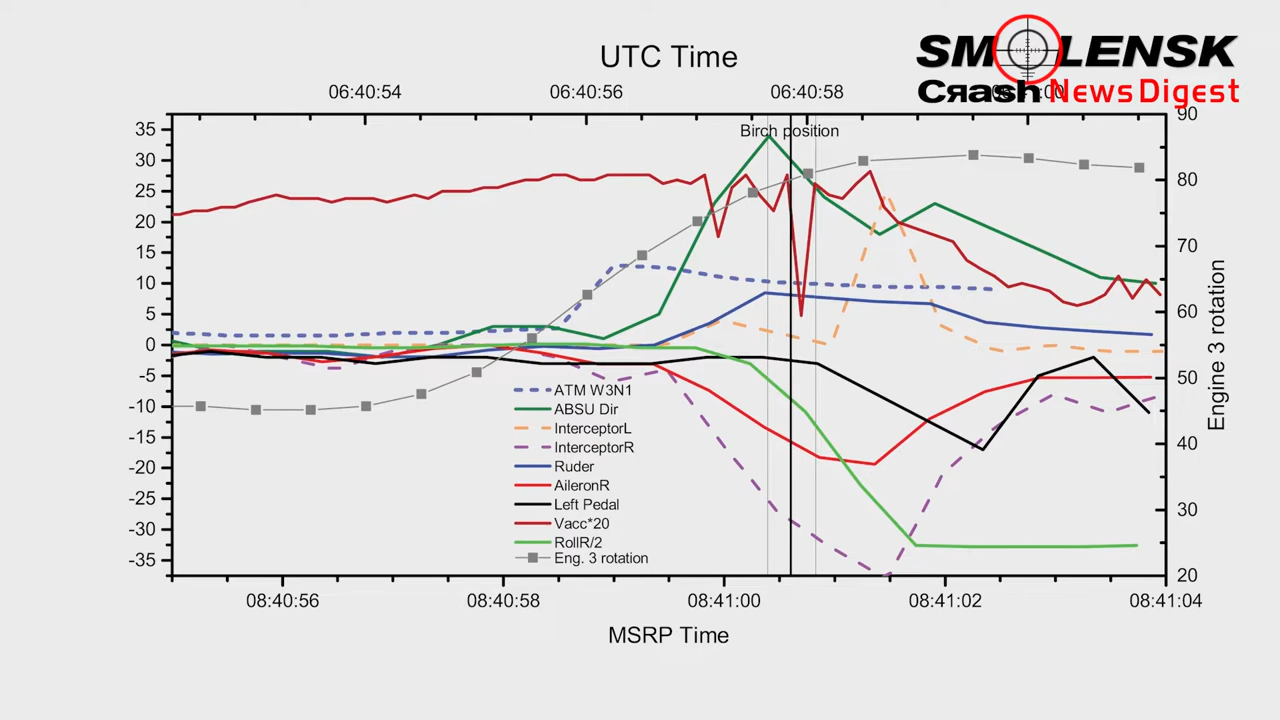 SMOLENSK
Crash News Digest
UTC Time
06:40:54 06:40:56 06:40:58
Birch position
35
30
25
20
15
10
5
0
-5
-10
-15
-20
-25
-30
-35
90
80
70
60
50
40
30
20
Engine 3 rotation
ATM W3N1
ABSU Dir
InterceptorL
InterceptorR
Ruder
AileronR
Left Pedal
Vacc*20
RollR/2
Eng. 3 rotation
08:40:56 08:40:58 08:41:00 08:41:02 08:41:04
MSRP Time